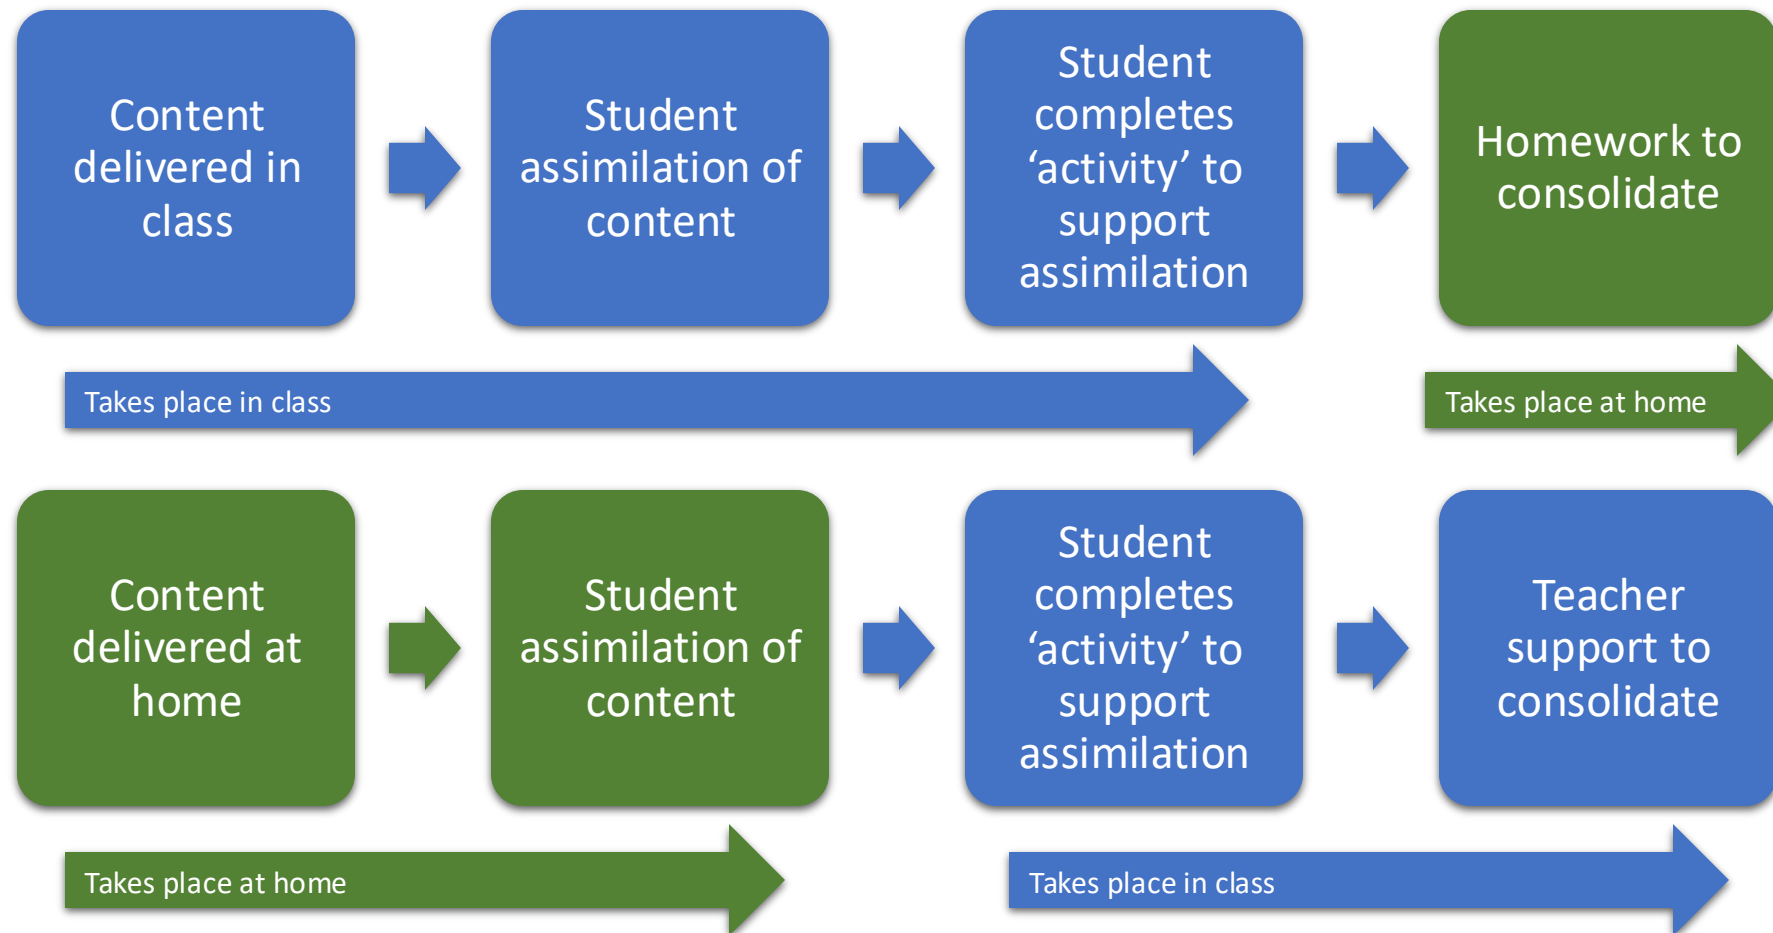 Content
delivered in
class
Student
assimilation of
content
Student
completes
‘activity’ to
support
assimilation
Homework to
consolidate
Takes place in class
Takes place at home
Content
delivered at
home
Student
assimilation of
content
Student
completes
‘activity’ to
support
assimilation
Teacher
support to
consolidate
Takes place at home
Takes place in class